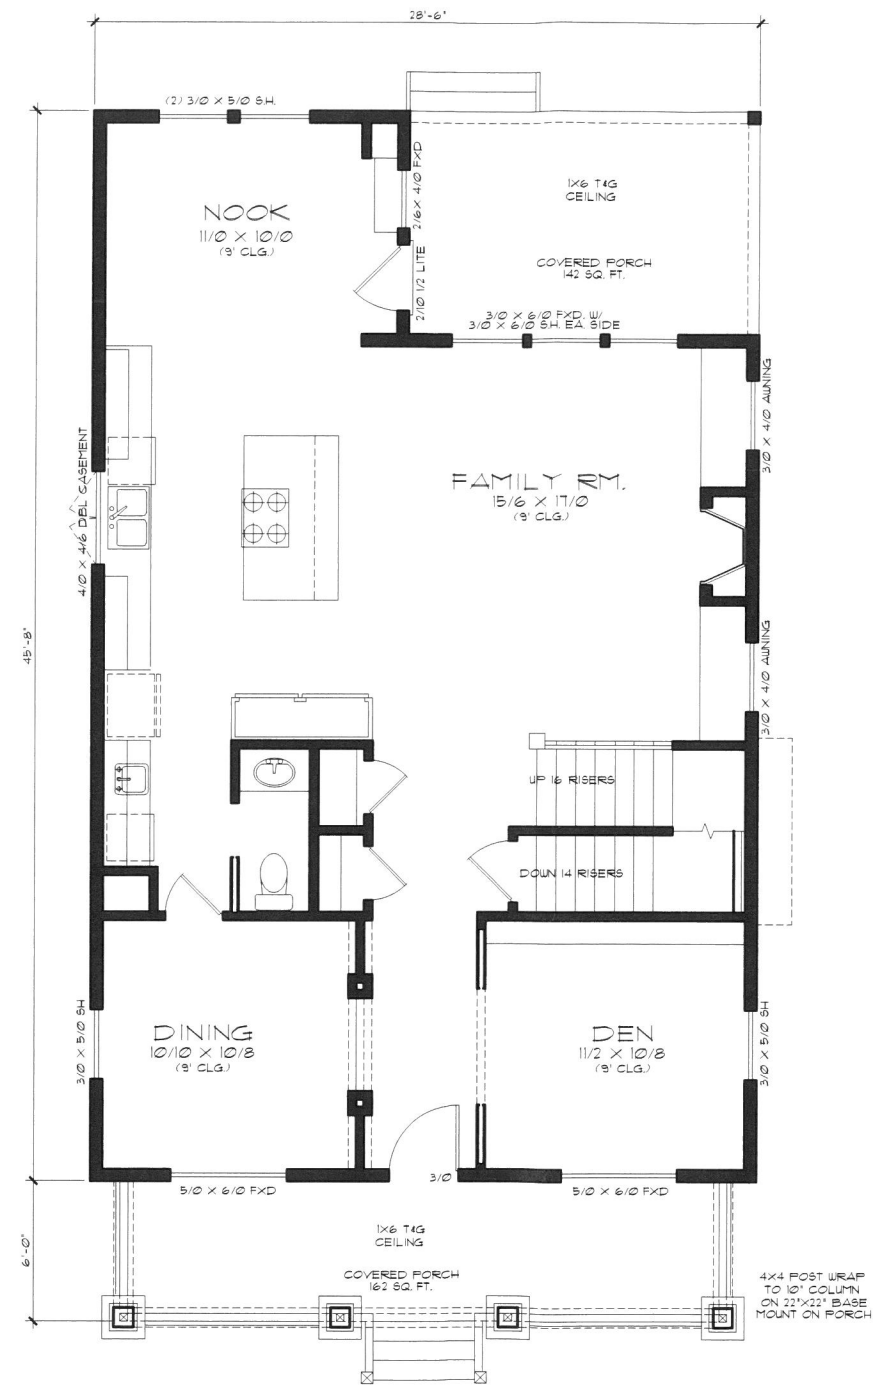 28'-6"
(2) 3/0 X 5/0 S.H.
2/6 X 4/0 FXD
1X6 T&G
CEILING
NOOK
11/0 X 10/0
(9' CLG.)
COVERED PORCH
142 SQ. FT.
2/10 1/2 LITE
3/0 X 6/0 FXD. W/
3/0 X 6/0 S.H. EA. SIDE
3/0 X 4/0 AWNING
4/0 X 4/6 DBL CASEMENT
FAMILY RM.
15/6 X 17/0
(9' CLG.)
45'-8"
3/0 X 4/0 AWNING
UP 16 RISERS
DOWN 14 RISERS
3/0 X 5/0 SH
DINING
10/10 X 10/8
(9' CLG.)
DEN
11/2 X 10/8
(9' CLG.)
3/0 X 5/0 SH
3/0
5/0 X 6/0 FXD
5/0 X 6/0 FXD
6'-0"
1X6 T&G
CEILING
COVERED PORCH
162 SQ. FT.
4X4 POST WRAP
TO 10" COLUMN
ON 22"X22" BASE
MOUNT ON PORCH